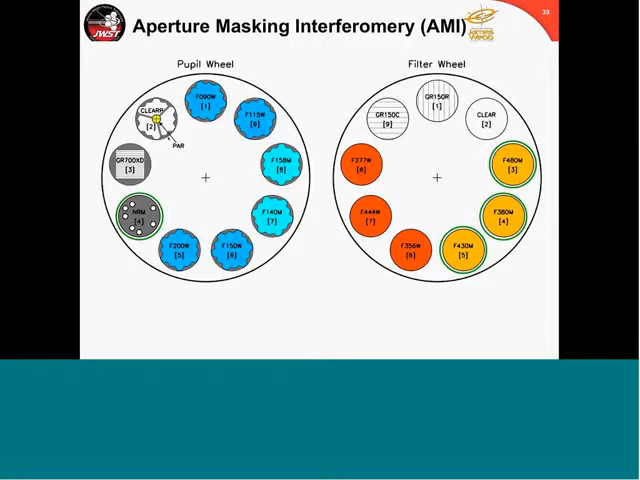 JWST
Aperture Masking Interferomery (AMI)
33
Pupil Wheel
Filter Wheel
F090W
[1]
F115W
[9]
F158M
[8]
F140M
[7]
F150W
[6]
F200W
[5]
NRM
[4]
GR700XD
[3]
CLEARP
[2]
PAR
GR150R
[1]
CLEAR
[2]
F480M
[3]
F380M
[4]
F430M
[5]
F356W
[6]
F444W
[7]
F277W
[8]
GR150C
[9]